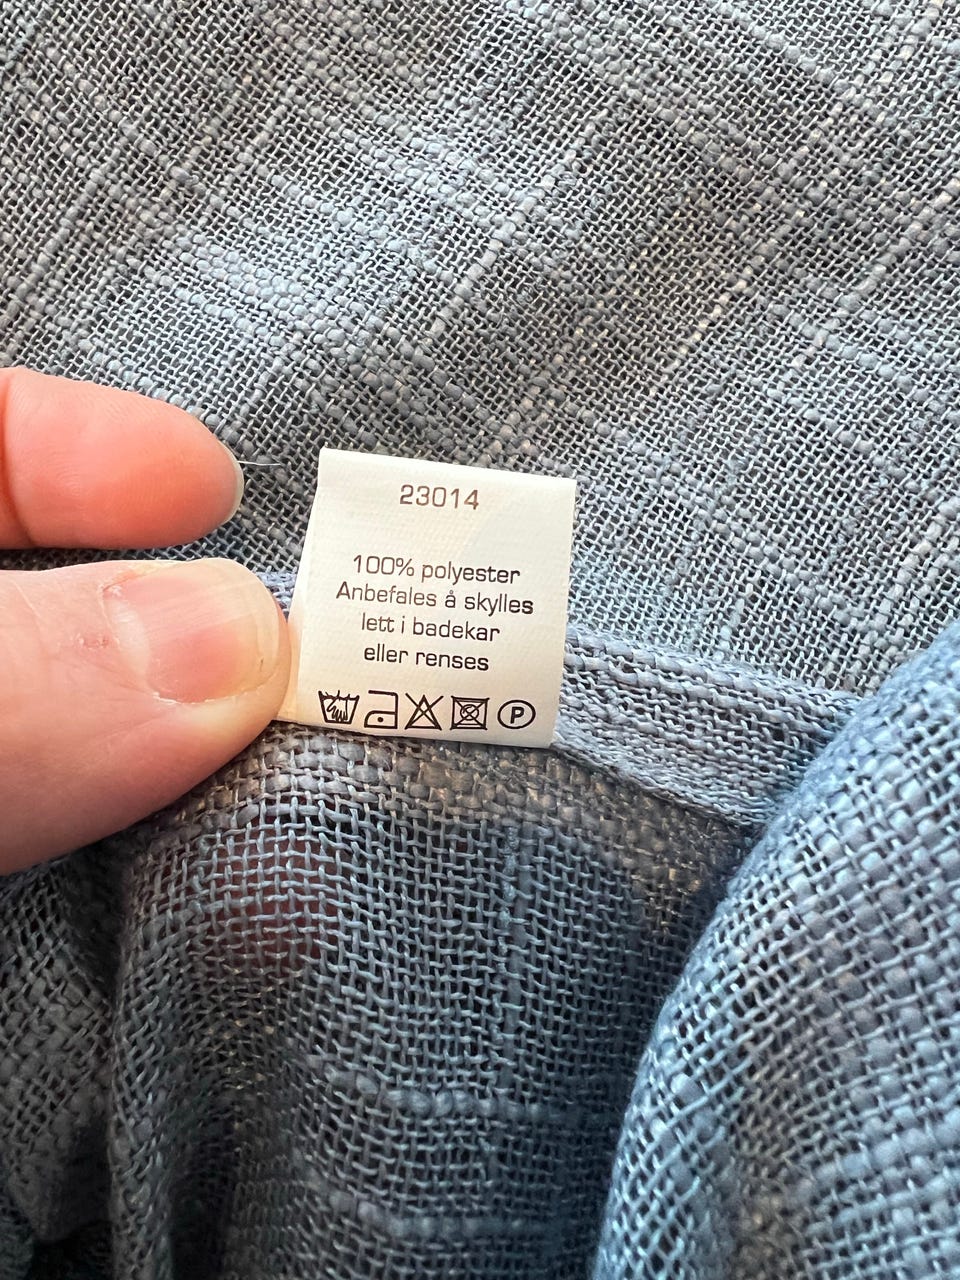 23014
100% polyester
Anbefales å skylles
lett i badekar
eller renses
P